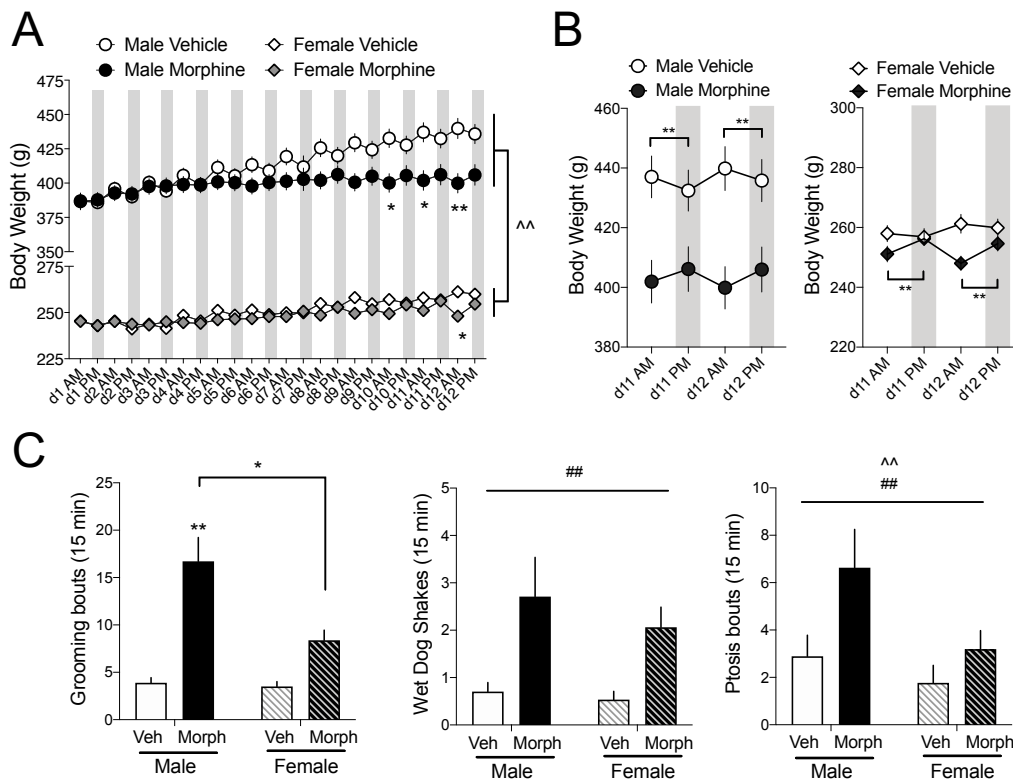 A
Male Vehicle
Female Vehicle
Male Morphine
Female Morphine
Body Weight (g)
475
450
425
400
375
350
275
250
225
*
*
**
*
^^
d1 AM
d1 PM
d2 AM
d2 PM
d3 AM
d3 PM
d4 AM
d4 PM
d5 AM
d5 PM
d6 AM
d6 PM
d7 AM
d7 PM
d8 AM
d8 PM
d9 AM
d9 PM
d10 AM
d10 PM
d11 AM
d11 PM
d12 AM
d12 PM
B
Male Vehicle
Male Morphine
Body Weight (g)
460
440
420
400
380
**
**
d11 AM
d11 PM
d12 AM
d12 PM
Female Vehicle
Female Morphine
Body Weight (g)
300
280
260
240
220
**
**
d11 AM
d11 PM
d12 AM
d12 PM
C
Grooming bouts (15 min)
25
20
15
10
5
0
*
**
Veh Morph Veh Morph
Male Female
Wet Dog Shakes (15 min)
5
4
3
2
1
0
##
Veh Morph Veh Morph
Male Female
Ptosis bouts (15 min)
10
8
6
4
2
0
^^
##
Veh Morph Veh Morph
Male Female